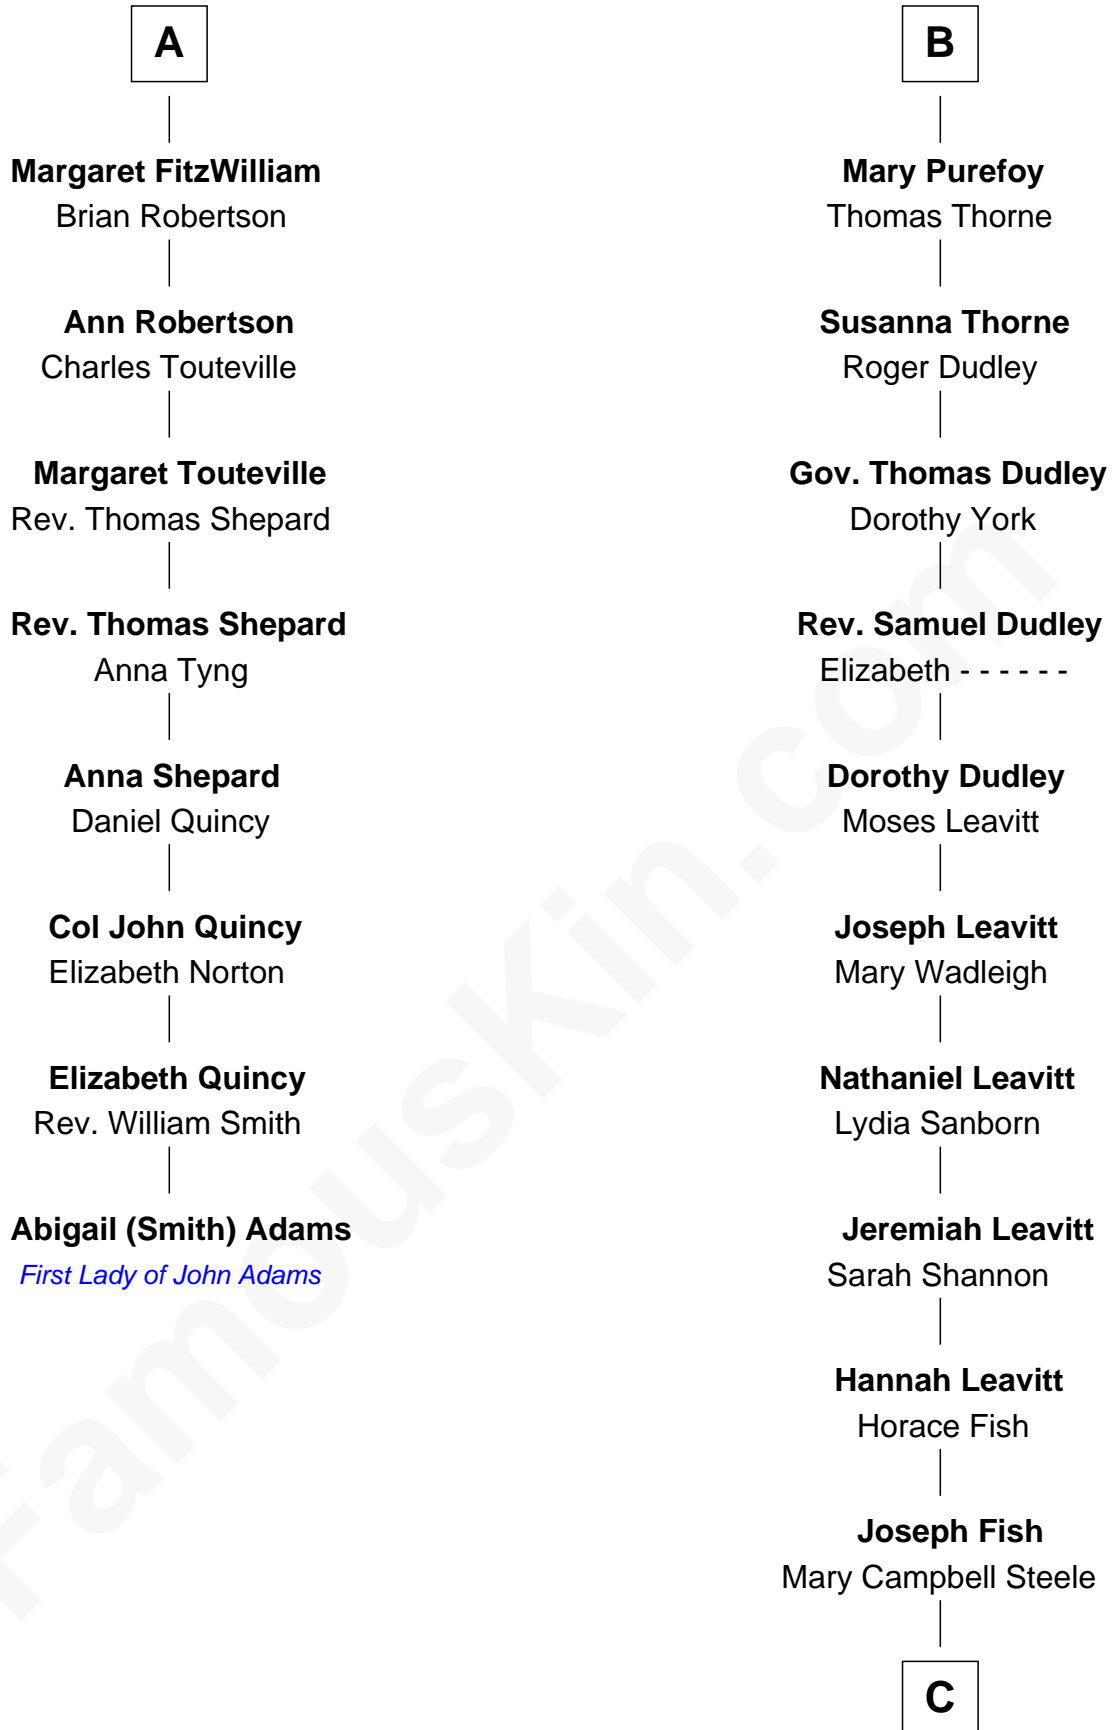 A
Margaret FitzWilliam
Brian Robertson
Ann Robertson
Charles Touteville
Margaret Touteville
Rev. Thomas Shepard
Rev. Thomas Shepard
Anna Tyng
Anna Shepard
Daniel Quincy
Col John Quincy
Elizabeth Norton
Elizabeth Quincy
Rev. William Smith
Abigail (Smith) Adams
First Lady of John Adams
B
Mary Purefoy
Thomas Thorne
Susanna Thorne
Roger Dudley
Gov. Thomas Dudley
Dorothy York
Rev. Samuel Dudley
Elizabeth - - - - - -
Dorothy Dudley
Moses Leavitt
Joseph Leavitt
Mary Wadleigh
Nathaniel Leavitt
Lydia Sanborn
Jeremiah Leavitt
Sarah Shannon
Hannah Leavitt
Horace Fish
Joseph Fish
Mary Campbell Steele
C
FamousKin.com